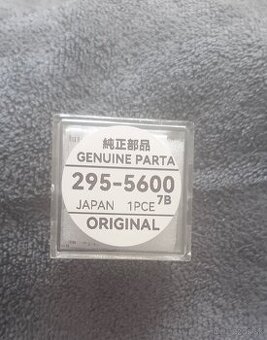 純正部品
GENUINE PARTA
295-5600
JAPAN 1PCE 7B
ORIGINAL